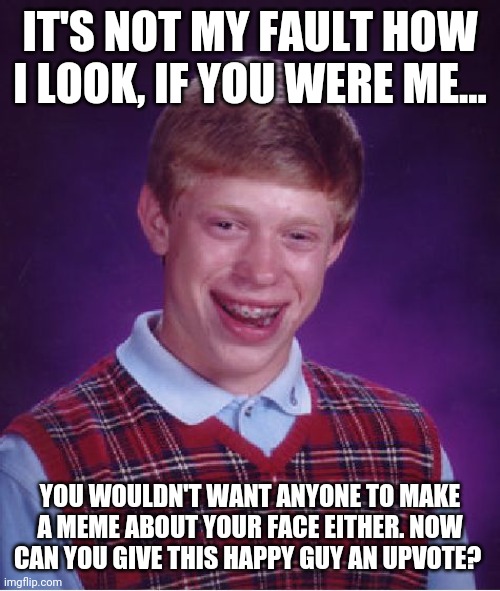 IT'S NOT MY FAULT HOW
I LOOK, IF YOU WERE ME...
YOU WOULDN'T WANT ANYONE TO MAKE
A MEME ABOUT YOUR FACE EITHER. NOW
CAN YOU GIVE THIS HAPPY GUY AN UPVOTE?
imgflip.com